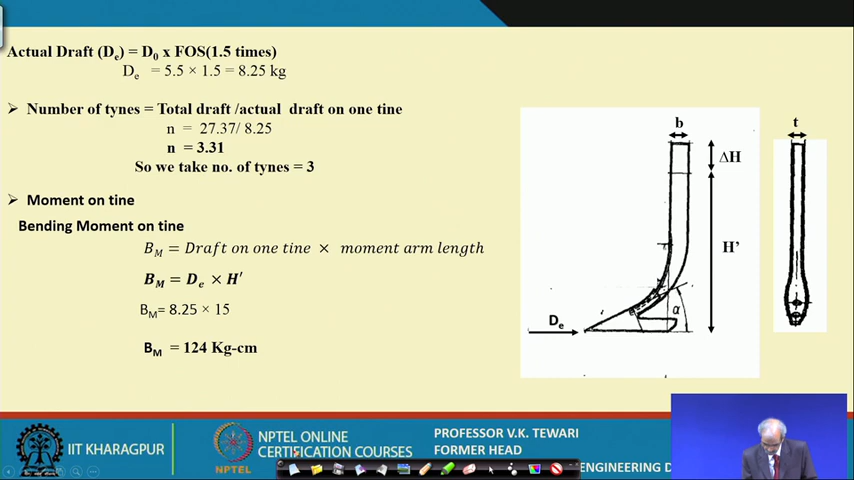 Actual Draft (De) = D0 x FOS(1.5 times)
De = 5.5 × 1.5 = 8.25 kg
➢ Number of tynes = Total draft /actual draft on one tine
n = 27.37/ 8.25
n = 3.31
So we take no. of tynes = 3
➢ Moment on tine
Bending Moment on tine
BM = Draft on one tine × moment arm length
BM = De × H'
BM= 8.25 × 15
BM = 124 Kg-cm
b
t
ΔH
H'
α
De
IIT KHARAGPUR
NPTEL
NPTEL ONLINE
CERTIFICATION COURSES
PROFESSOR V.K. TEWARI
FORMER HEAD
ENGINEERING D